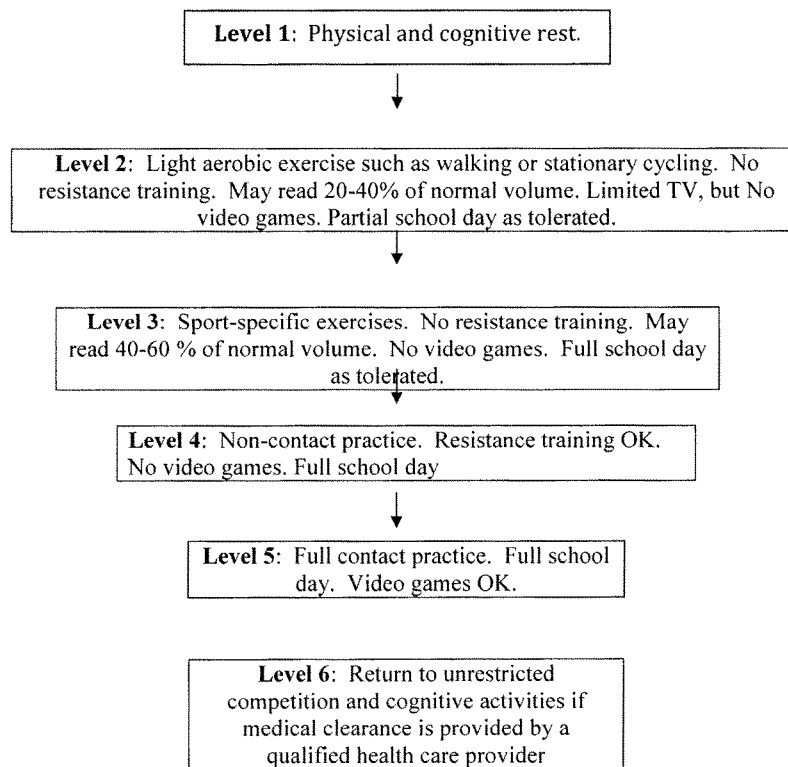 Level 1: Physical and cognitive rest.
Level 2: Light aerobic exercise such as walking or stationary cycling. No
resistance training. May read 20-40% of normal volume. Limited TV, but No
video games. Partial school day as tolerated.
Level 3: Sport-specific exercises. No resistance training. May
read 40-60 % of normal volume. No video games. Full school day
as tolerated.
Level 4: Non-contact practice. Resistance training OK.
No video games. Full school day
Level 5: Full contact practice. Full school
day. Video games OK.
Level 6: Return to unrestricted
competition and cognitive activities if
medical clearance is provided by a
qualified health care provider